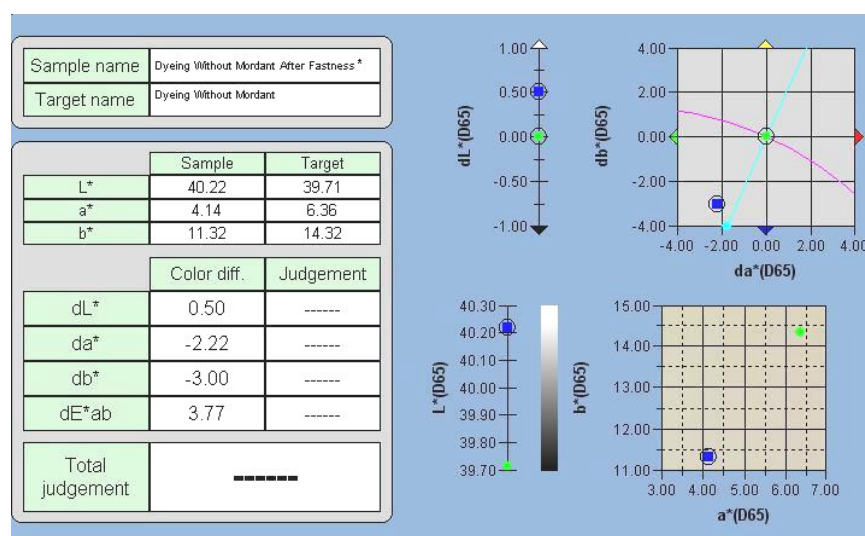 Sample name Dyeing Without Mordant After Fastness *
Target name Dyeing Without Mordant
Sample Target
L* 40.22 39.71
a* 4.14 6.36
b* 11.32 14.32
Color diff. Judgement
dL* 0.50 ------
da* -2.22 ------
db* -3.00 ------
dE*ab 3.77 ------
Total
judgement ------
1.00
0.50
0.00
-0.50
-1.00
dL*(D65)
4.00
2.00
0.00
-2.00
-4.00
db*(D65)
-4.00 -2.00 0.00 2.00 4.00
da*(D65)
40.30
40.20
40.10
40.00
39.90
39.80
39.70
L*(D65)
15.00
14.00
13.00
12.00
11.00
b*(D65)
3.00 4.00 5.00 6.00 7.00
a*(D65)